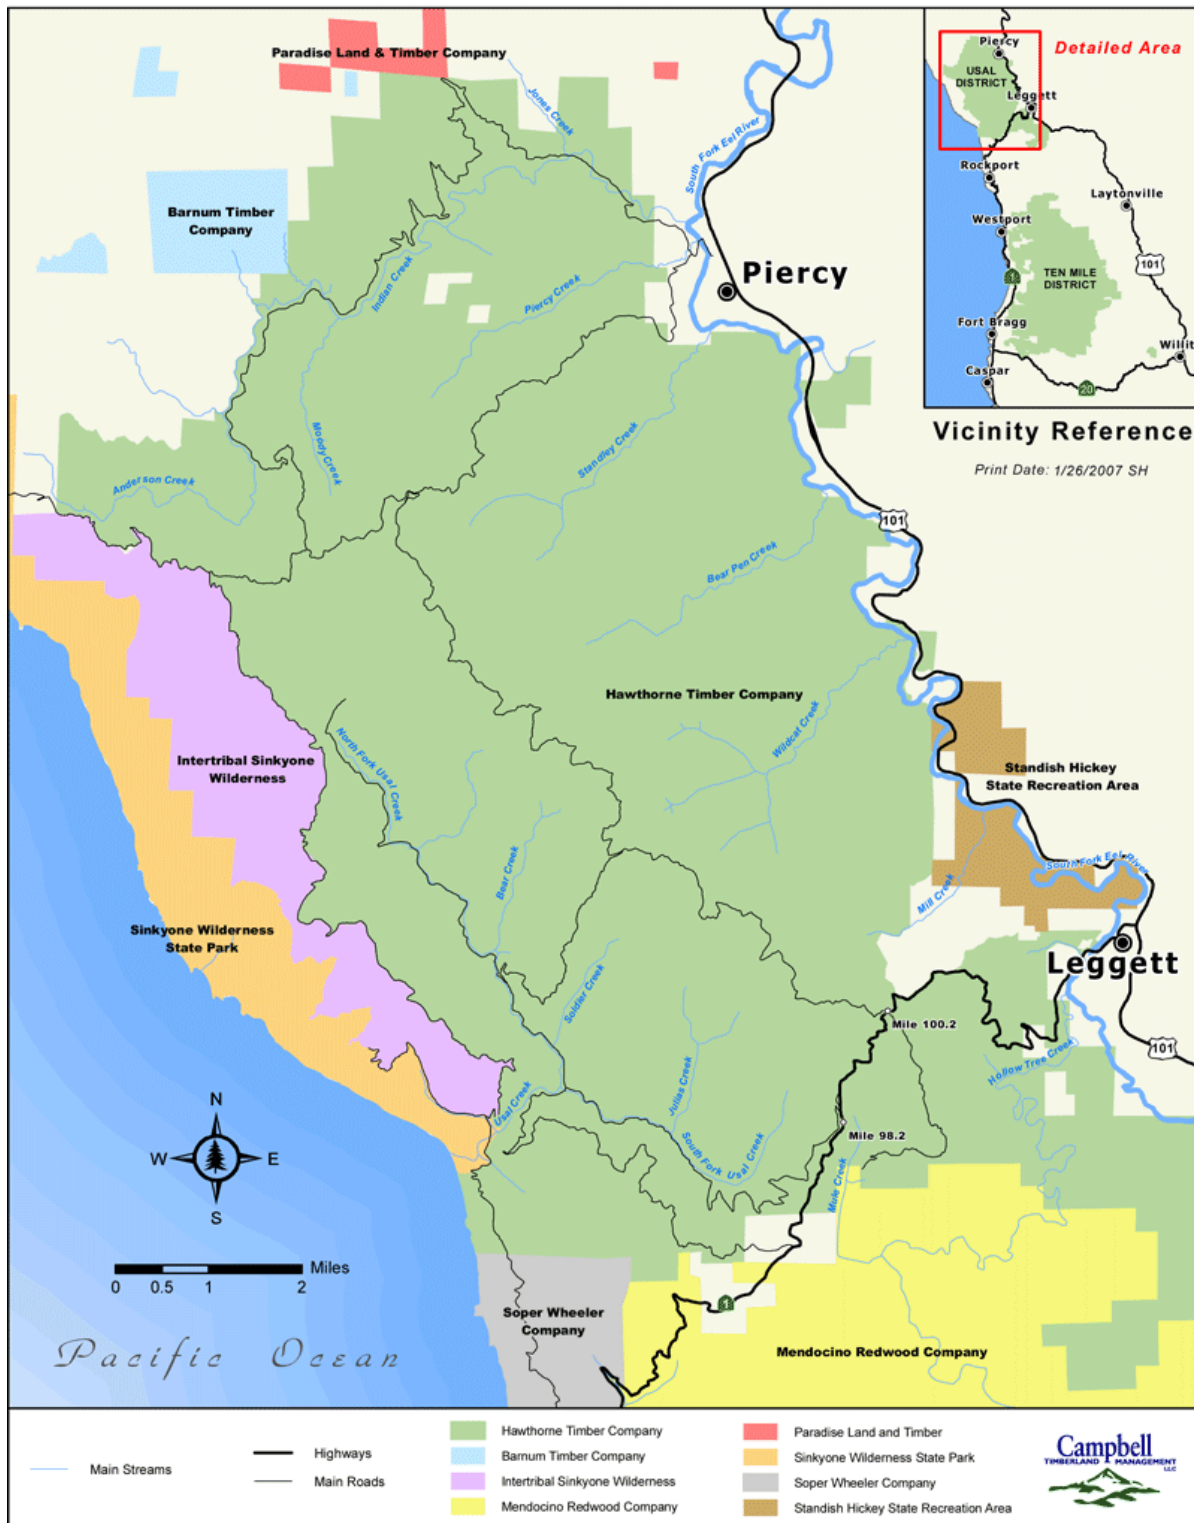 Paradise Land & Timber Company
Jones Creek
South Fork Eel River
Barnum Timber
Company
Indian Creek
Piercy Creek
Piercy
Moody Creek
Standley Creek
Anderson Creek
101
Bear Pen Creek
Hawthorne Timber Company
Wildcat Creek
North Fork Usal Creek
Intertribal Sinkyone
Wilderness
Standish Hickey
State Recreation Area
South Fork Eel River
Bear Creek
Mill Creek
Sinkyone Wilderness
State Park
Leggett
Soldier Creek
Mile 100.2
101
Hollow Tree Creek
Julias Creek
Usal Creek
Mile 98.2
South Fork Usal Creek
Mule Creek
1
Soper Wheeler
Company
Mendocino Redwood Company
N
W
E
S
Miles
0
0.5
1
2
Pacific Ocean
Detailed Area
Piercy
USAL
DISTRICT
Leggett
Rockport
Laytonville
Westport
101
TEN MILE
DISTRICT
1
Fort Bragg
Willit
Caspar
20
Vicinity Reference
Print Date: 1/26/2007 SH
Main Streams
Highways
Main Roads
Hawthorne Timber Company
Barnum Timber Company
Intertribal Sinkyone Wilderness
Mendocino Redwood Company
Paradise Land and Timber
Sinkyone Wilderness State Park
Soper Wheeler Company
Standish Hickey State Recreation Area
Campbell
TIMBERLAND MANAGEMENT
LLC